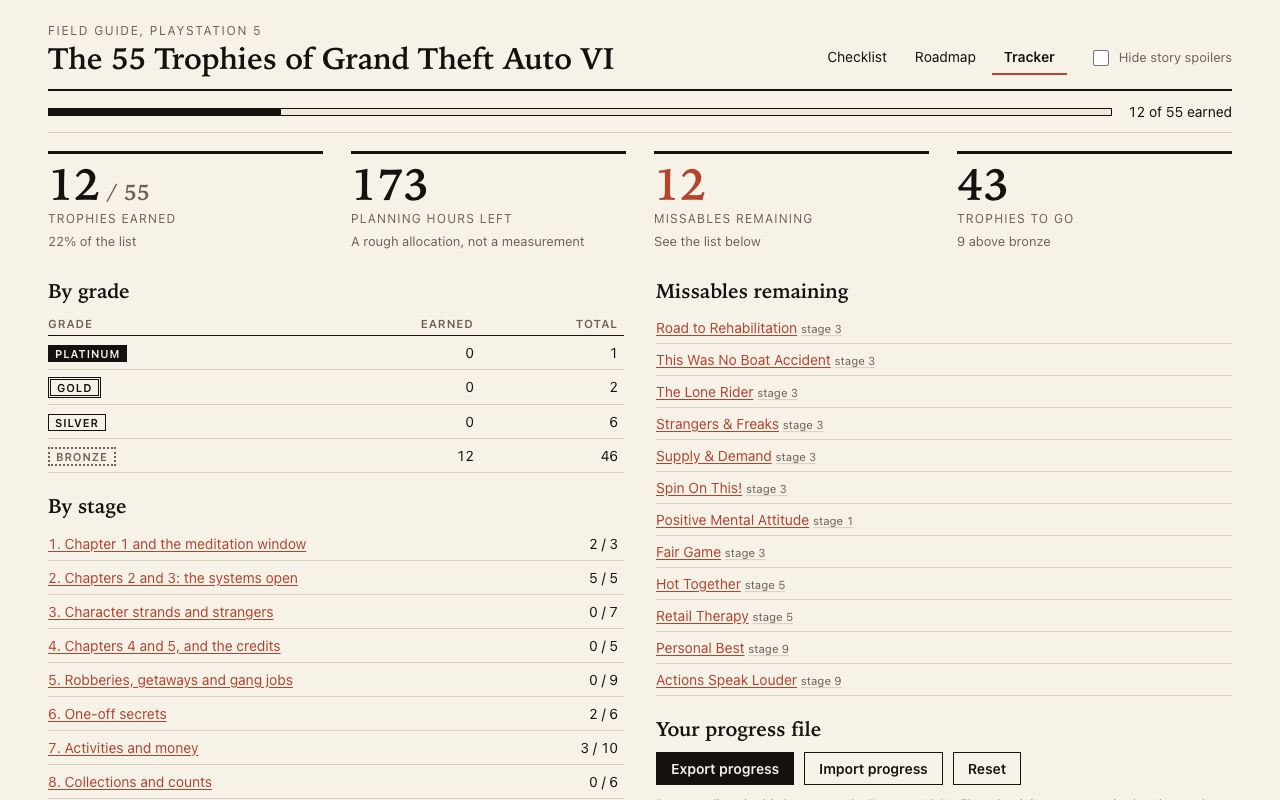 FIELD GUIDE, PLAYSTATION 5
The 55 Trophies of Grand Theft Auto VI
Checklist Roadmap Tracker Hide story spoilers
12 of 55 earned
12 / 55
TROPHIES EARNED
22% of the list
173
PLANNING HOURS LEFT
A rough allocation, not a measurement
12
MISSABLES REMAINING
See the list below
43
TROPHIES TO GO
9 above bronze
By grade
GRADE EARNED TOTAL
PLATINUM 0 1
GOLD 0 2
SILVER 0 6
BRONZE 12 46
By stage
1. Chapter 1 and the meditation window 2 / 3
2. Chapters 2 and 3: the systems open 5 / 5
3. Character strands and strangers 0 / 7
4. Chapters 4 and 5, and the credits 0 / 5
5. Robberies, getaways and gang jobs 0 / 9
6. One-off secrets 2 / 6
7. Activities and money 3 / 10
8. Collections and counts 0 / 6
Missables remaining
Road to Rehabilitation stage 3
This Was No Boat Accident stage 3
The Lone Rider stage 3
Strangers & Freaks stage 3
Supply & Demand stage 3
Spin On This! stage 3
Positive Mental Attitude stage 1
Fair Game stage 3
Hot Together stage 5
Retail Therapy stage 5
Personal Best stage 9
Actions Speak Louder stage 9
Your progress file
Export progress Import progress Reset